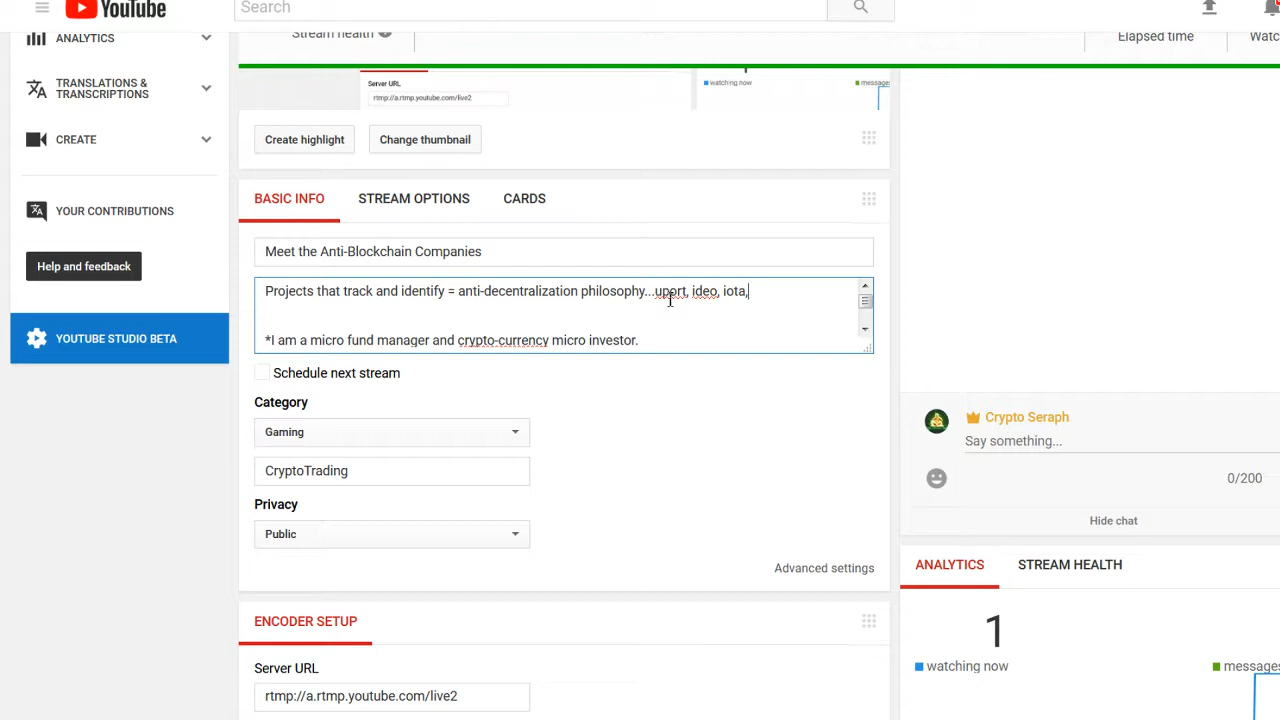 YouTube
Search
ANALYTICS
Stream health
Elapsed time
TRANSLATIONS &
TRANSCRIPTIONS
Server URL
rtmp://a.rtmp.youtube.com/live2
watching now
CREATE
Create highlight
Change thumbnail
YOUR CONTRIBUTIONS
BASIC INFO
STREAM OPTIONS
CARDS
Help and feedback
Meet the Anti-Blockchain Companies
Projects that track and identify = anti-decentralization philosophy...uport, ideo, iota,
YOUTUBE STUDIO BETA
*I am a micro fund manager and crypto-currency micro investor.
Schedule next stream
Category
Gaming
CryptoTrading
Privacy
Public
Advanced settings
Crypto Seraph
Say something...
0/200
Hide chat
ANALYTICS
STREAM HEALTH
1
watching now
messages
ENCODER SETUP
Server URL
rtmp://a.rtmp.youtube.com/live2